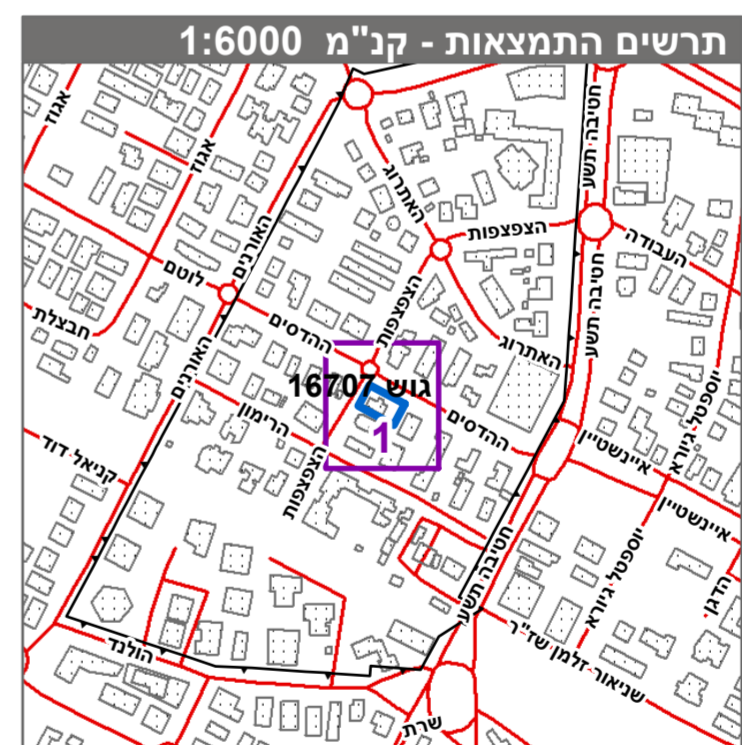 תרשים התמצאות - קנ"מ 1:6000
אגוז
אגוז
חטיבה תשע
האתרוג
האורנים
הצפצפות
העבודה
לוטם
חטיבה תשע
הצפצפות
חבצלת
ההדסים
האתרוג
האורנים
גוש 16707
יוספטל גיורא
הרימון
1
ההדסים
איינשטיין
קניאל דוד
הצפצפות
איינשטיין
חטיבה תשע
יוספטל גיורא
הדגן
הולנד
שניאור זלמן שז"ר
שרת